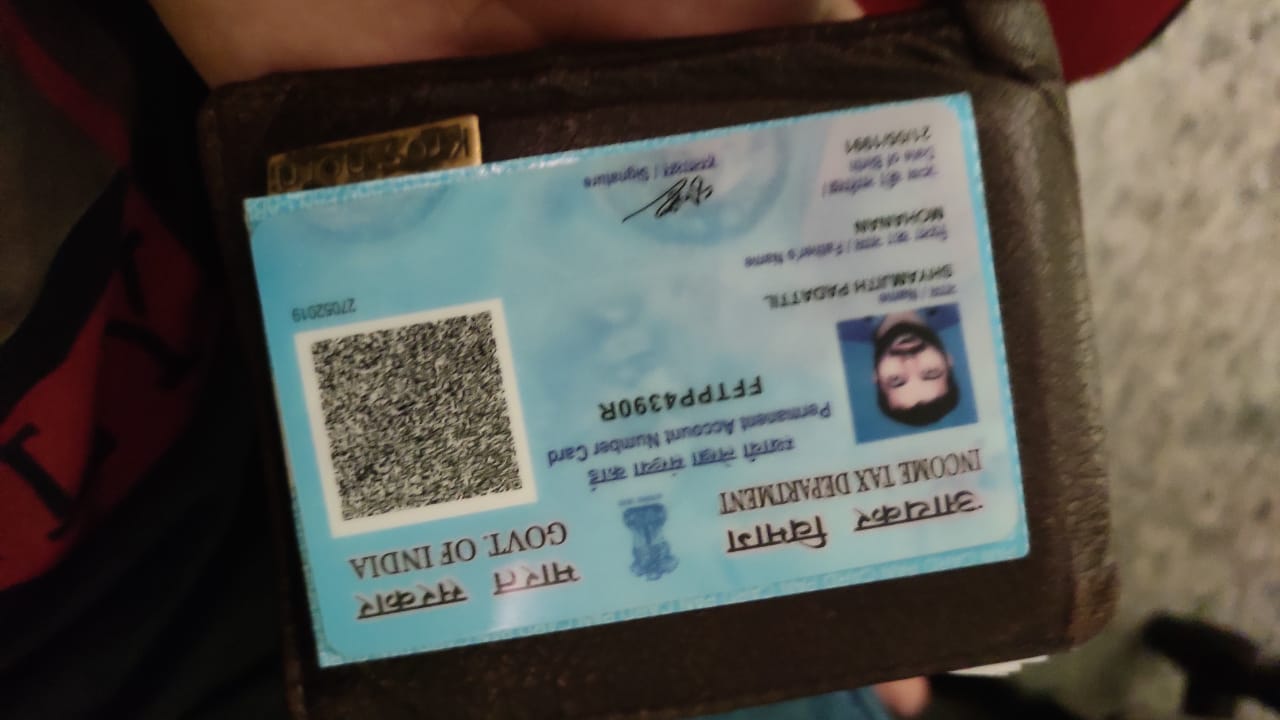 आयकर विभाग
INCOME TAX DEPARTMENT
भारत सरकार
GOVT. OF INDIA
स्थायी लेखा संख्या कार्ड
Permanent Account Number Card
FFTPP4390R
नाम / Name
SHYAMJITH PADATTIL
पिता का नाम / Father's Name
MOHANAN
जन्म की तारीख /
Date of Birth
21/05/1991
हस्ताक्षर / Signature
27052019